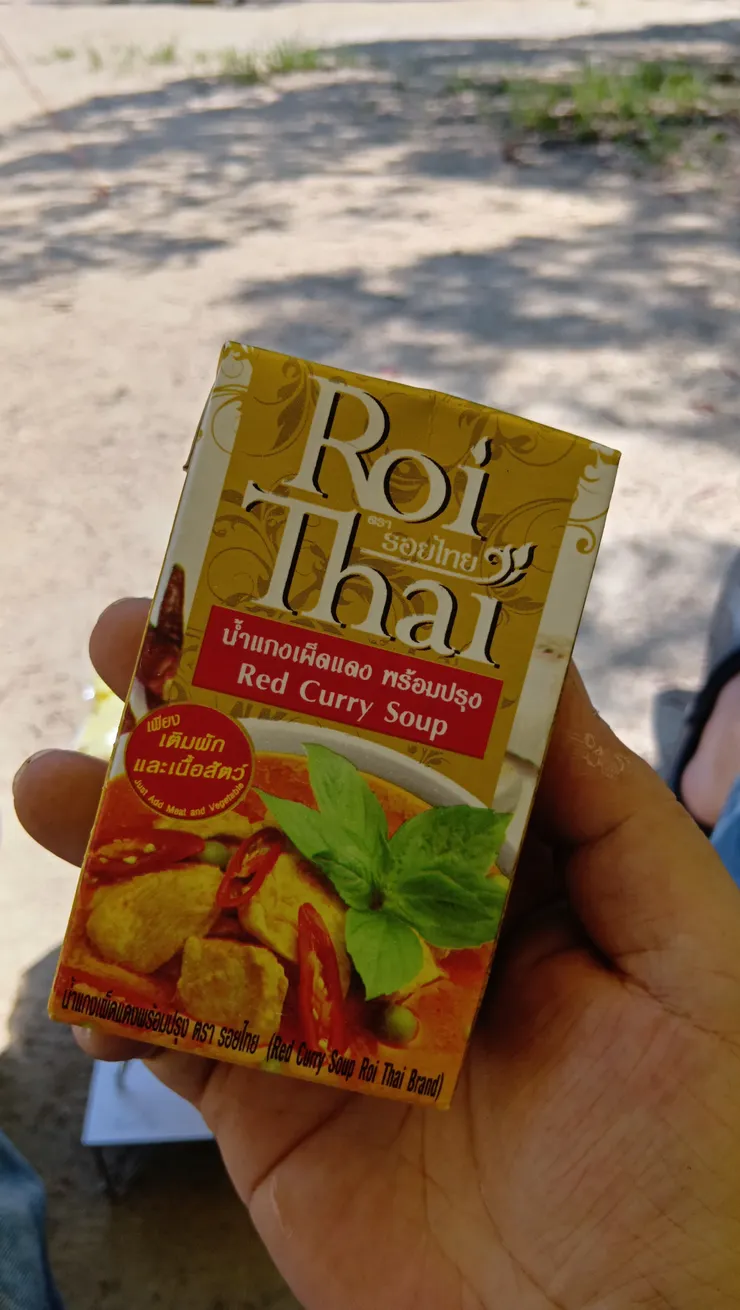 Roi
ตรา
รอยไทย
Thai
น้ำแกงเผ็ดแดง พร้อมปรุง
Red Curry Soup
เพียง
เติมผัก
และเนื้อสัตว์
Just Add Meat and Vegetable
น้ำแกงเผ็ดแดงพร้อมปรุง ตรา รอยไทย (Red Curry Soup Roi Thai Brand)